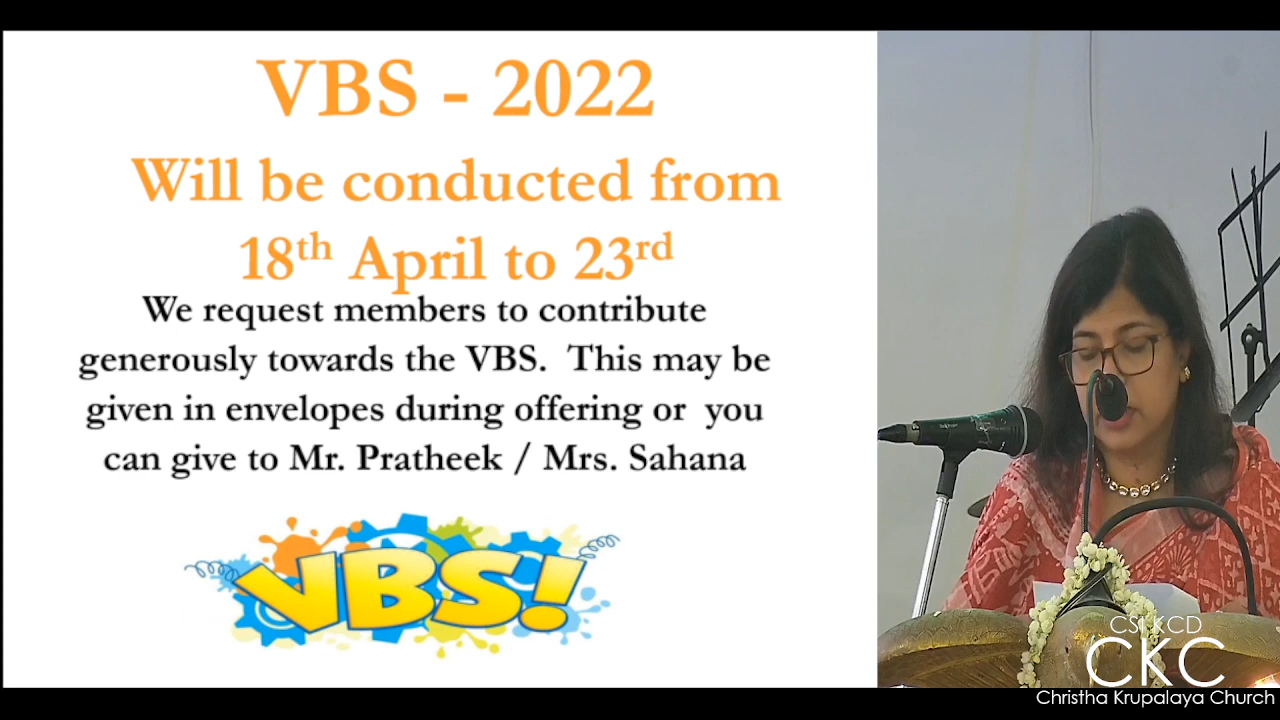 VBS - 2022
Will be conducted from
18th April to 23rd
We request members to contribute
generously towards the VBS. This may be
given in envelopes during offering or you
can give to Mr. Pratheek / Mrs. Sahana
VBS!
CSI KCD
CKC
Christha Krupalaya Church